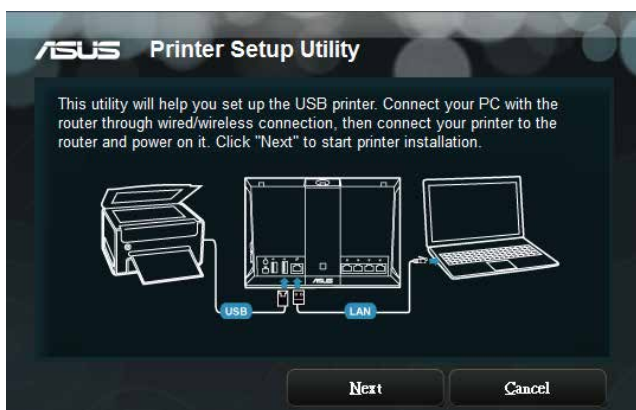 ASUS Printer Setup Utility
This utility will help you set up the USB printer. Connect your PC with the
router through wired/wireless connection, then connect your printer to the
router and power on it. Click "Next" to start printer installation.
ASUS
USB
LAN
Next
Cancel